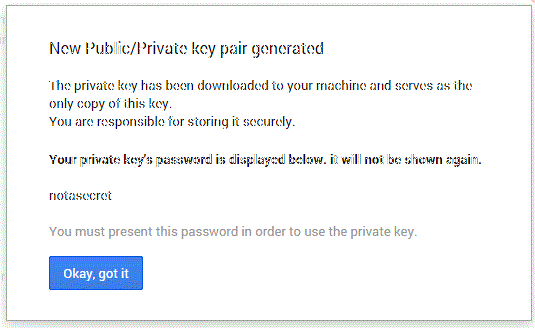 New Public/Private key pair generated
The private key has been downloaded to your machine and serves as the
only copy of this key.
You are responsible for storing it securely.
Your private key's password is displayed below. it will not be shown again.
notasecret
You must present this password in order to use the private key.
Okay, got it